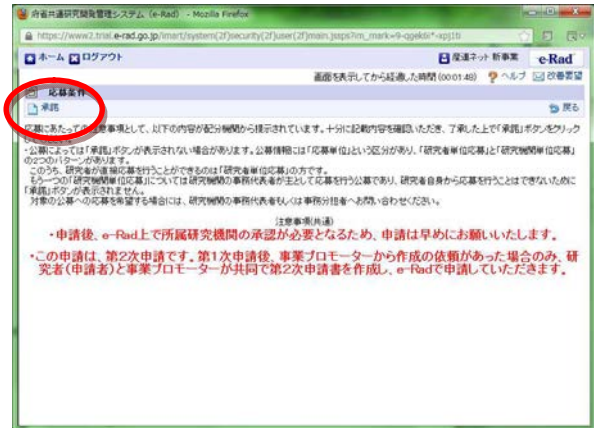 府省共通研究開発管理システム (e-Rad) - Mozilla Firefox
ホーム ログアウト 産連ネット 新事業 e-Rad
画面を表示してから経過した時間 (00:01:48) ヘルプ 改善要望
応募条件
承諾 戻る
応募にあたっての注意事項として、以下の内容が配分機関から提示されています。十分に記載内容を確認いただき、了承した上で「承諾」ボタンをクリック
・公募によっては「承諾」ボタンが表示されない場合があります。公募情報には「応募単位」という区分があり、「研究者単位応募」と「研究機関単位応募」
の2つのパターンがあります。
このうち、研究者が直接応募を行うことができるのは「研究者単位応募」の方です。
もう一つの「研究機関単位応募」については研究機関の事務代表者が主として応募を行う公募であり、研究者自身から応募を行うことはできないために
「承諾」ボタンが表示されません。
対象の公募への応募を希望する場合には、研究機関の事務代表者もしくは事務分担者へお問い合わせください。
注意事項(共通)
・申請後、e-Rad上で所属研究機関の承認が必要となるため、申請は早めにお願いいたします。
・この申請は、第2次申請です。第1次申請後、事業プロモーターから作成の依頼があった場合のみ、研
究者(申請者)と事業プロモーターが共同で第2次申請書を作成し、e-Radで申請していただきます。